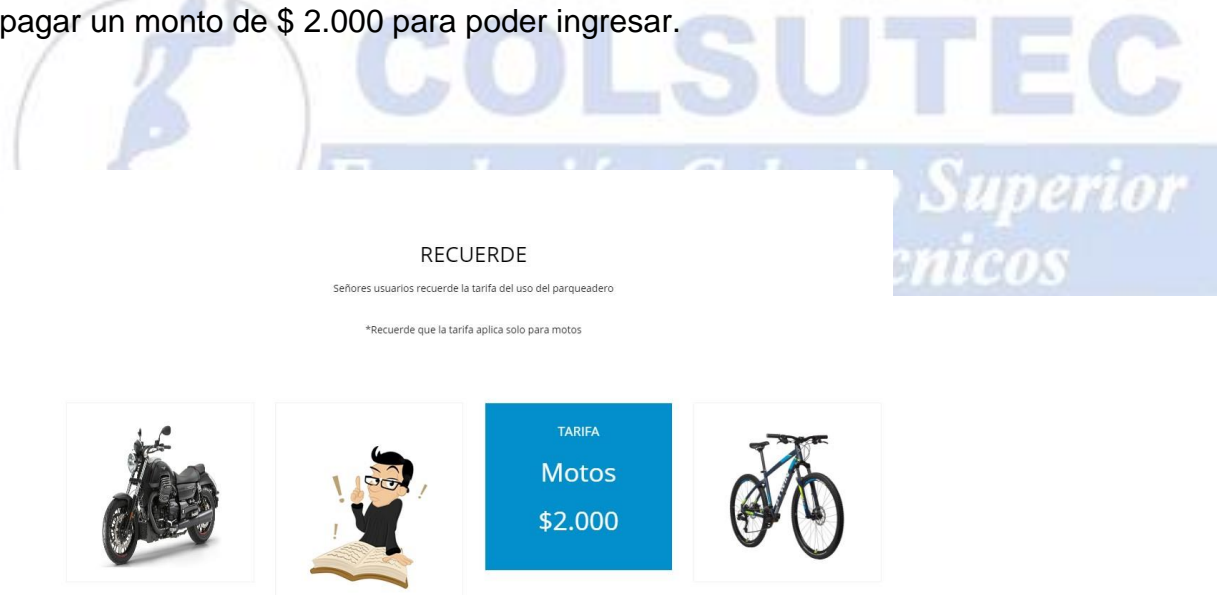 pagar un monto de $ 2.000 para poder ingresar.
COLSUTEC
Superior
RECUERDE
Señores usuarios recuerde la tarifa del uso del parqueadero
*Recuerde que la tarifa aplica solo para motos
TARIFA
Motos
$2.000